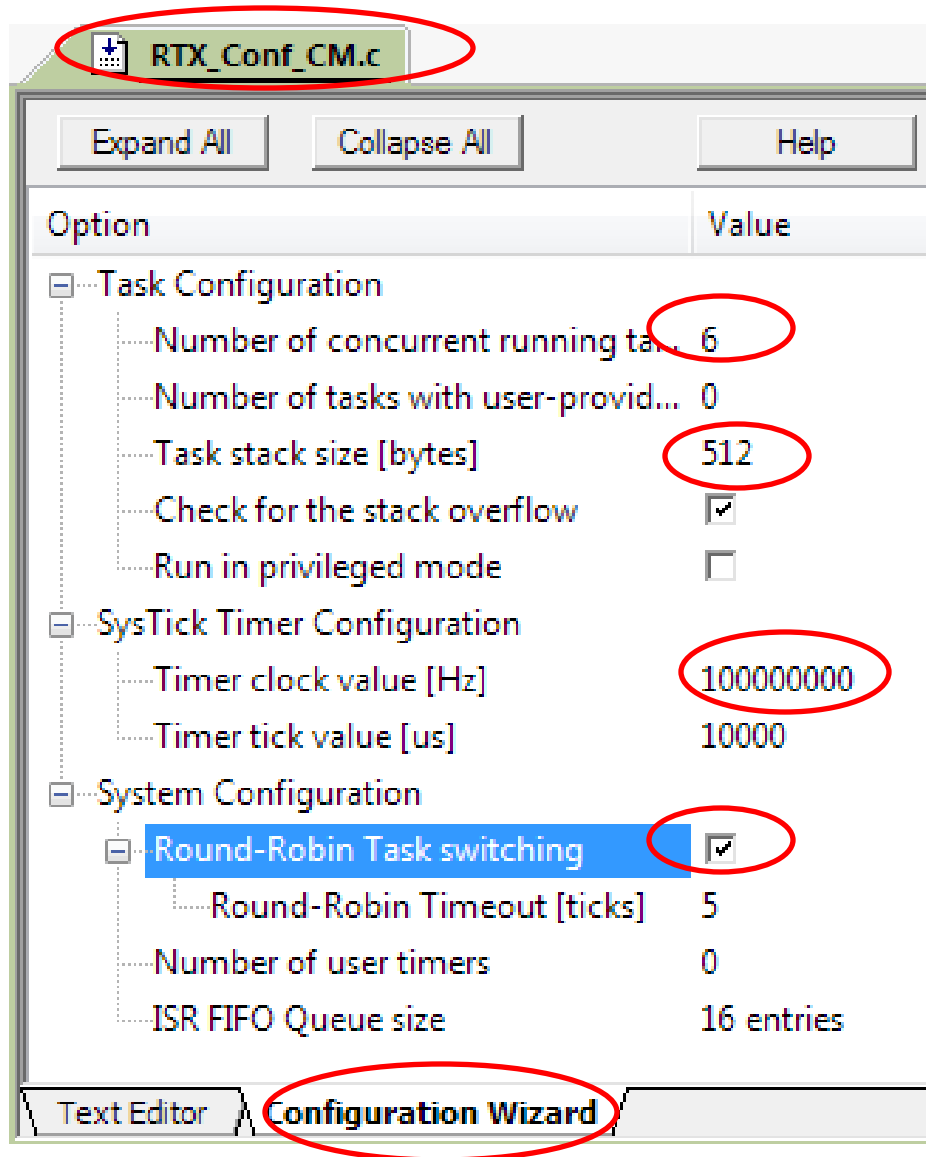 RTX_Conf_CM.c
Expand All Collapse All Help
Option Value
Task Configuration
Number of concurrent running ta... 6
Number of tasks with user-provid... 0
Task stack size [bytes] 512
Check for the stack overflow
Run in privileged mode
SysTick Timer Configuration
Timer clock value [Hz] 100000000
Timer tick value [us] 10000
System Configuration
Round-Robin Task switching
Round-Robin Timeout [ticks] 5
Number of user timers 0
ISR FIFO Queue size 16 entries
Text Editor Configuration Wizard